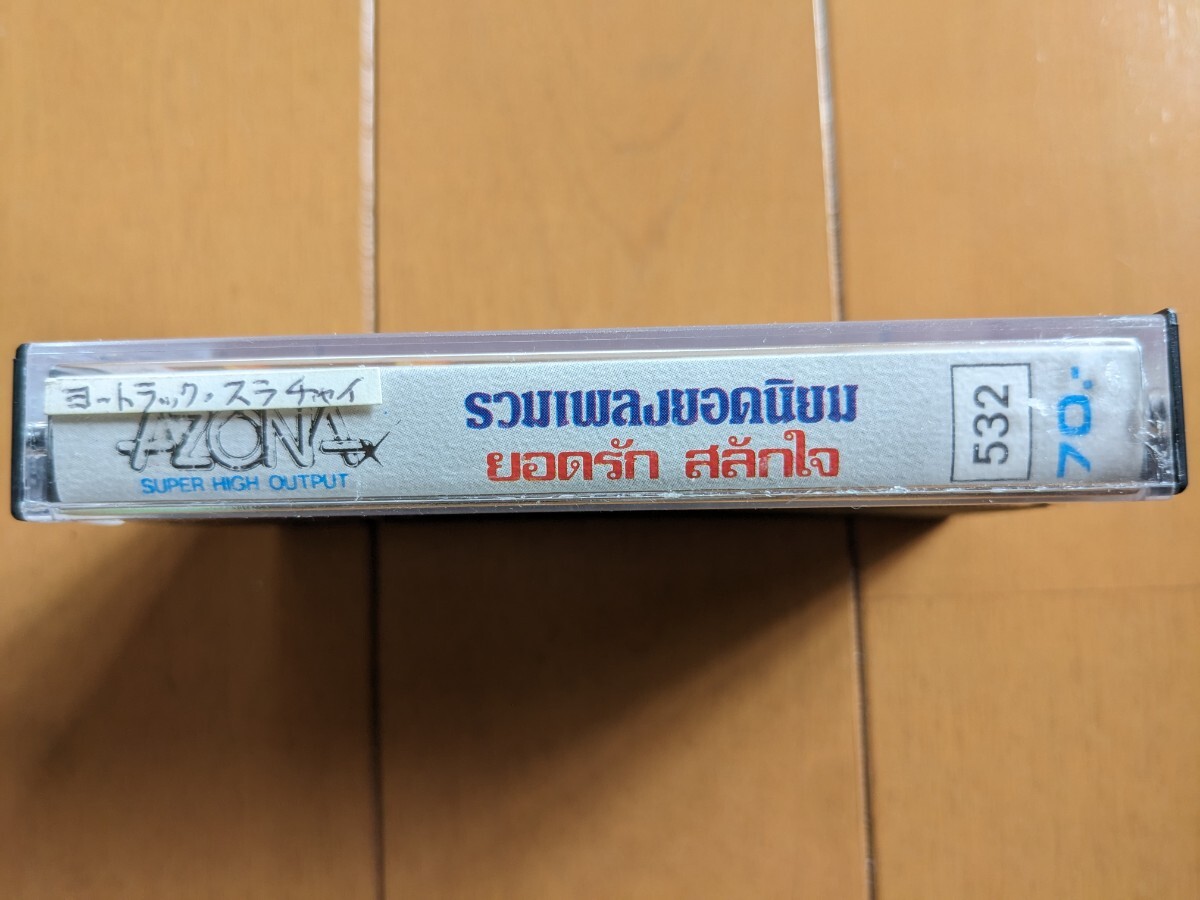 ヨートラック・スラチャイ
AZONA
SUPER HIGH OUTPUT
รวมเพลงยอดนิยม
ยอดรัก สลักใจ
532
70.-